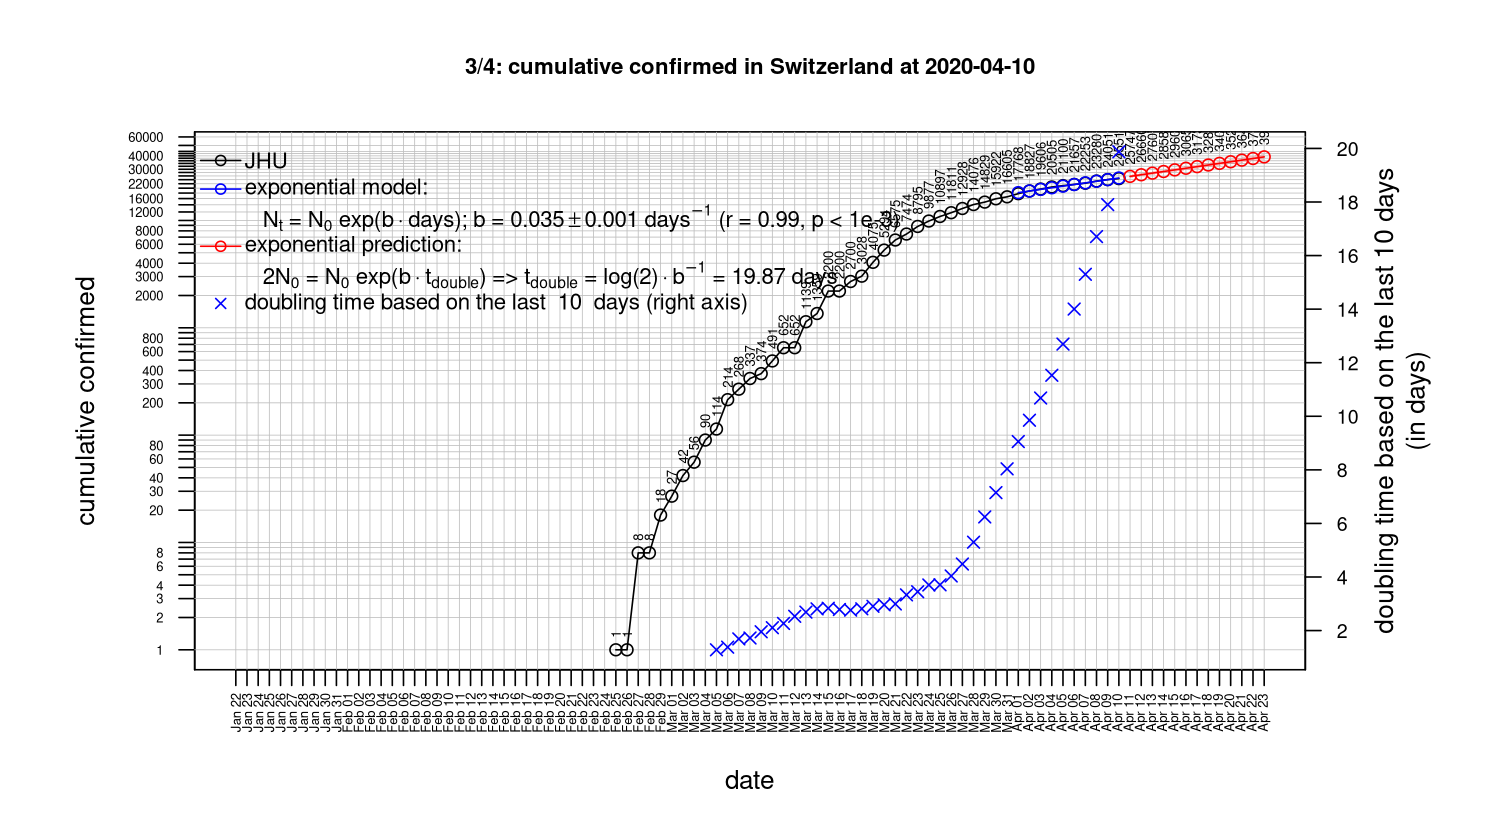 3/4: cumulative confirmed in Switzerland at 2020-04-10
JHU
exponential model:
Nt = N0 exp(b · days); b = 0.035 ± 0.001 days−1 (r = 0.99, p < 1e-
exponential prediction:
2N0 = N0 exp(b · tdouble) => tdouble = log(2) · b−1 = 19.87 days
doubling time based on the last 10 days (right axis)
cumulative confirmed
60000
40000
30000
22000
16000
12000
8000
6000
4000
3000
2000
800
600
400
300
200
80
60
40
30
20
8
6
4
3
2
1
1
1
8
8
18
27
42
56
90
114
214
268
337
374
491
652
652
1139
2200
2200
2700
3028
4075
7474
8795
9877
10897
11811
12928
14076
14829
15922
16605
17768
18827
19606
20505
21100
21657
22253
23280
24051
20
18
16
14
12
10
8
6
4
2
doubling time based on the last 10 days
(in days)
Jan 22
Jan 23
Jan 24
Jan 25
Jan 26
Jan 27
Jan 28
Jan 29
Jan 30
Jan 31
Feb 01
Feb 02
Feb 03
Feb 04
Feb 05
Feb 06
Feb 07
Feb 08
Feb 09
Feb 10
Feb 11
Feb 12
Feb 13
Feb 14
Feb 15
Feb 16
Feb 17
Feb 18
Feb 19
Feb 20
Feb 21
Feb 22
Feb 23
Feb 24
Feb 25
Feb 26
Feb 27
Feb 28
Feb 29
Mar 01
Mar 02
Mar 03
Mar 04
Mar 05
Mar 06
Mar 07
Mar 08
Mar 09
Mar 10
Mar 11
Mar 12
Mar 13
Mar 14
Mar 15
Mar 16
Mar 17
Mar 18
Mar 19
Mar 20
Mar 21
Mar 22
Mar 23
Mar 24
Mar 25
Mar 26
Mar 27
Mar 28
Mar 29
Mar 30
Mar 31
Apr 01
Apr 02
Apr 03
Apr 04
Apr 05
Apr 06
Apr 07
Apr 08
Apr 09
Apr 10
Apr 11
Apr 12
Apr 13
Apr 14
Apr 15
Apr 16
Apr 17
Apr 18
Apr 19
Apr 20
Apr 21
Apr 22
Apr 23
date